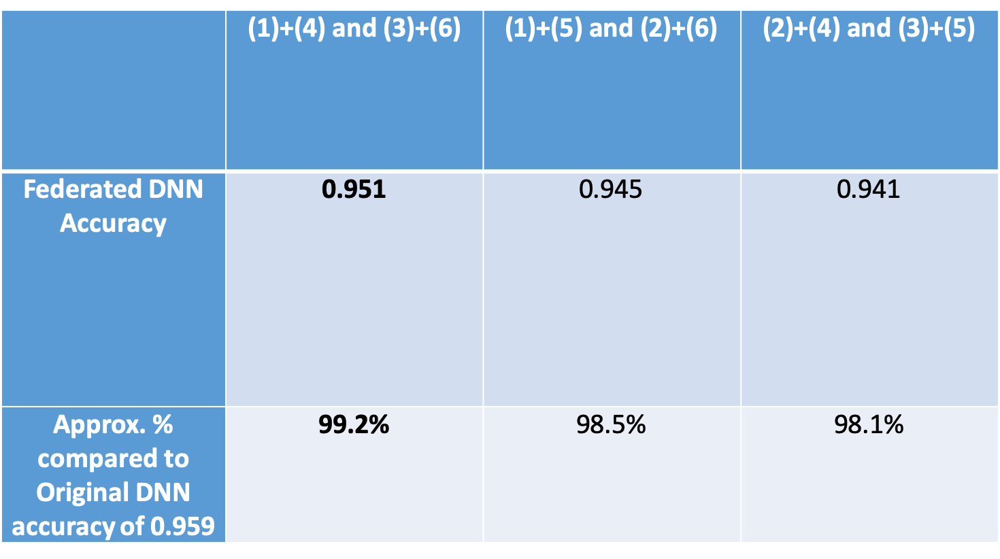 (1)+(4) and (3)+(6) (1)+(5) and (2)+(6) (2)+(4) and (3)+(5)
Federated DNN 0.951 0.945 0.941
Accuracy
Approx. % 99.2% 98.5% 98.1%
compared to
Original DNN
accuracy of 0.959